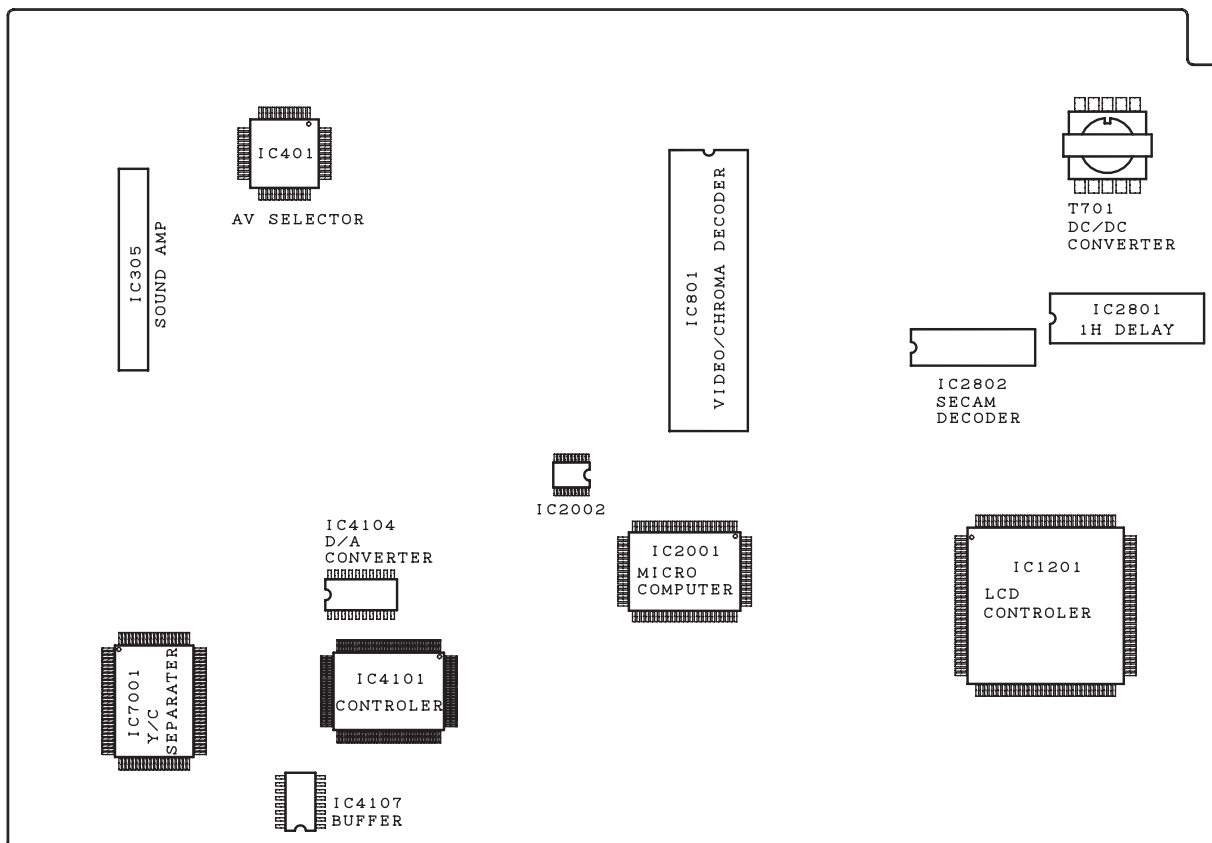 IC401
AV SELECTOR
IC305
SOUND AMP
IC801
VIDEO/CHROMA DECODER
T701
DC/DC
CONVERTER
IC2801
1H DELAY
IC2802
SECAM
DECODER
IC2002
IC4104
D/A
CONVERTER
IC2001
MICRO
COMPUTER
IC1201
LCD
CONTROLER
IC7001
Y/C
SEPARATER
IC4101
CONTROLER
IC4107
BUFFER